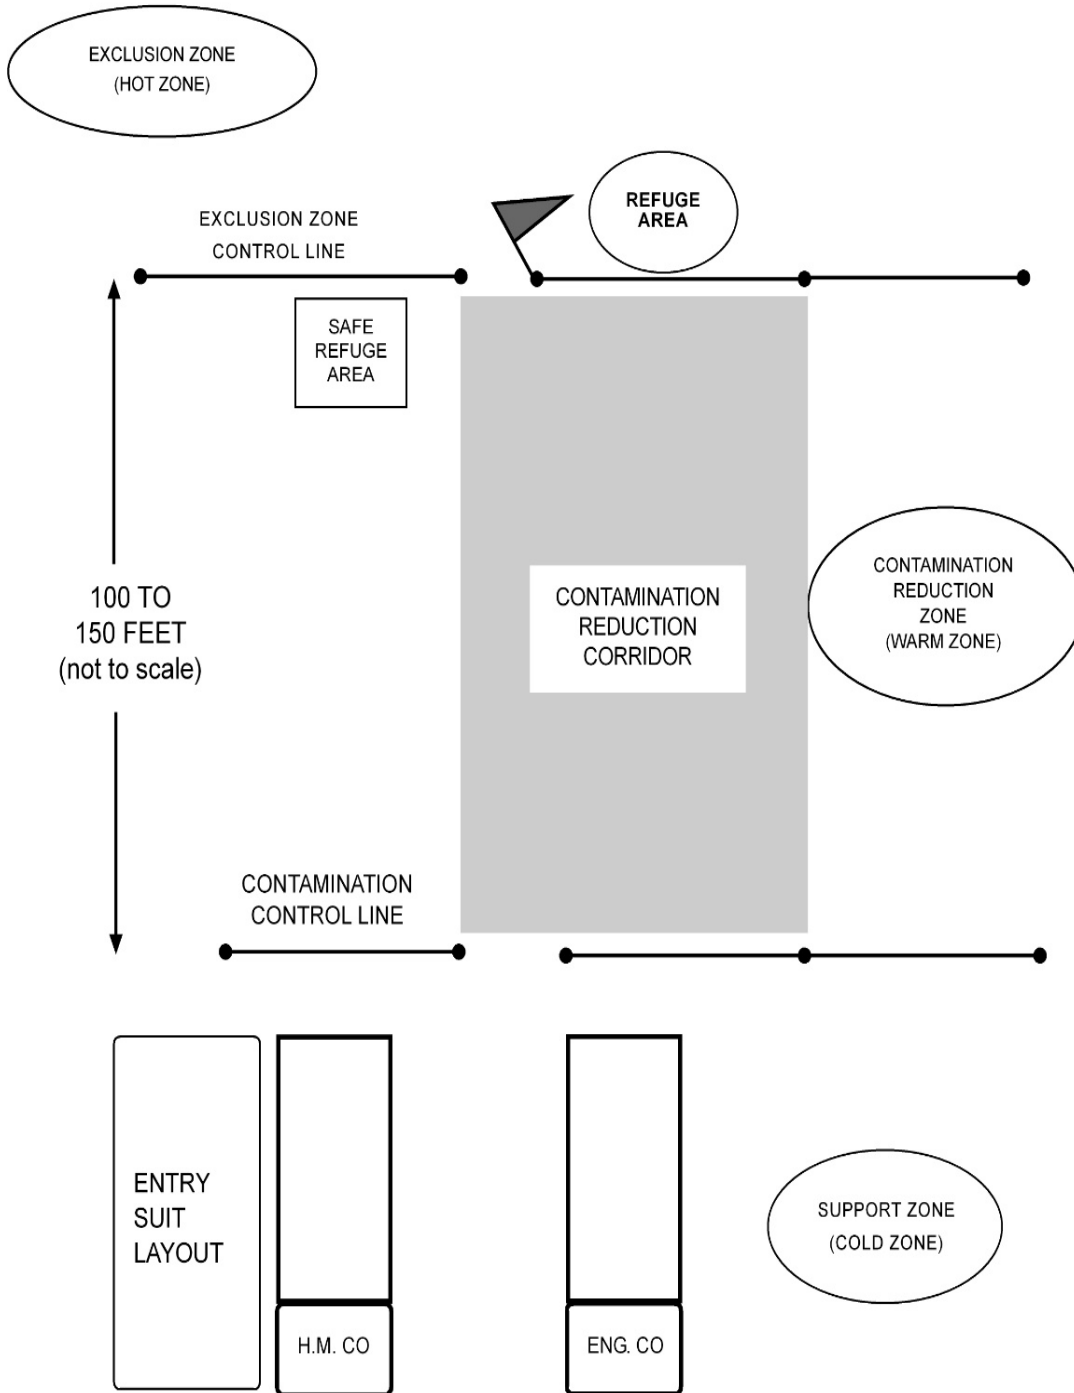 EXCLUSION ZONE
(HOT ZONE)
REFUGE
AREA
EXCLUSION ZONE
CONTROL LINE
SAFE
REFUGE
AREA
100 TO
150 FEET
(not to scale)
CONTAMINATION
REDUCTION
CORRIDOR
CONTAMINATION
REDUCTION
ZONE
(WARM ZONE)
CONTAMINATION
CONTROL LINE
ENTRY
SUIT
LAYOUT
H.M. CO
ENG. CO
SUPPORT ZONE
(COLD ZONE)